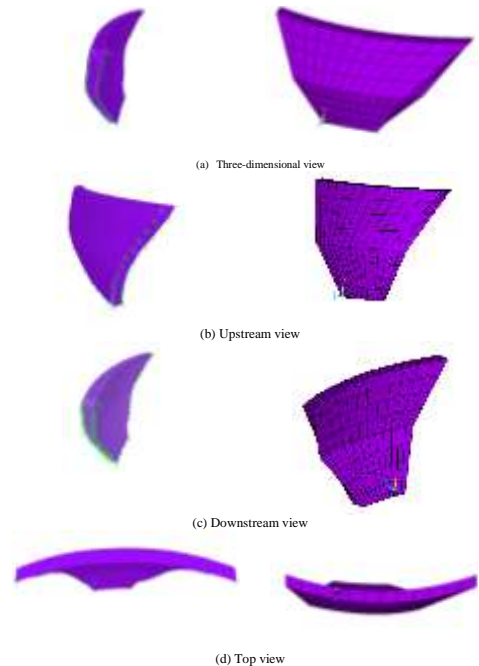 (a) Three-dimensional view
(b) Upstream view
(c) Downstream view
(d) Top view